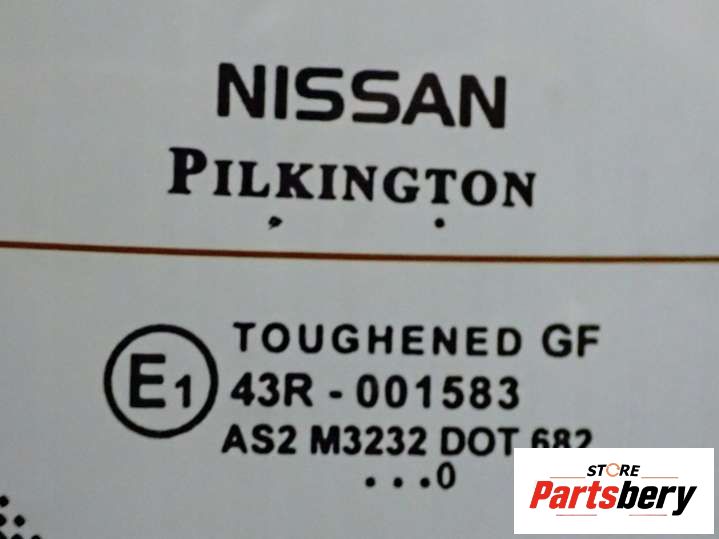 NISSAN
PILKINGTON
TOUGHENED GF
E1
43R - 001583
AS2 M3232 DOT 682
...0
STORE
Partsbery